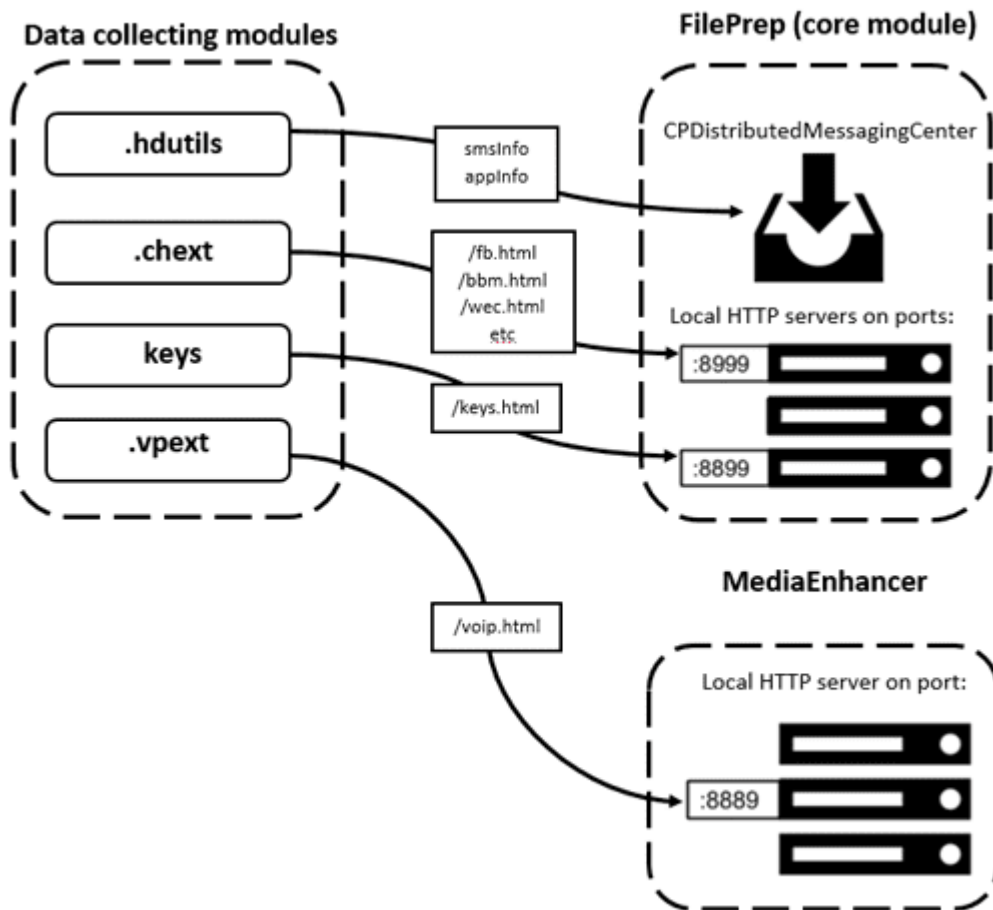 Data collecting modules
.hdutils
.chext
keys
.vpext
smsInfo
appInfo
/fb.html
/bbm.html
/wec.html
etc
/keys.html
/voip.html
FilePrep (core module)
CPDistributedMessagingCenter
Local HTTP servers on ports:
:8999
:8899
MediaEnhancer
Local HTTP server on port:
:8889